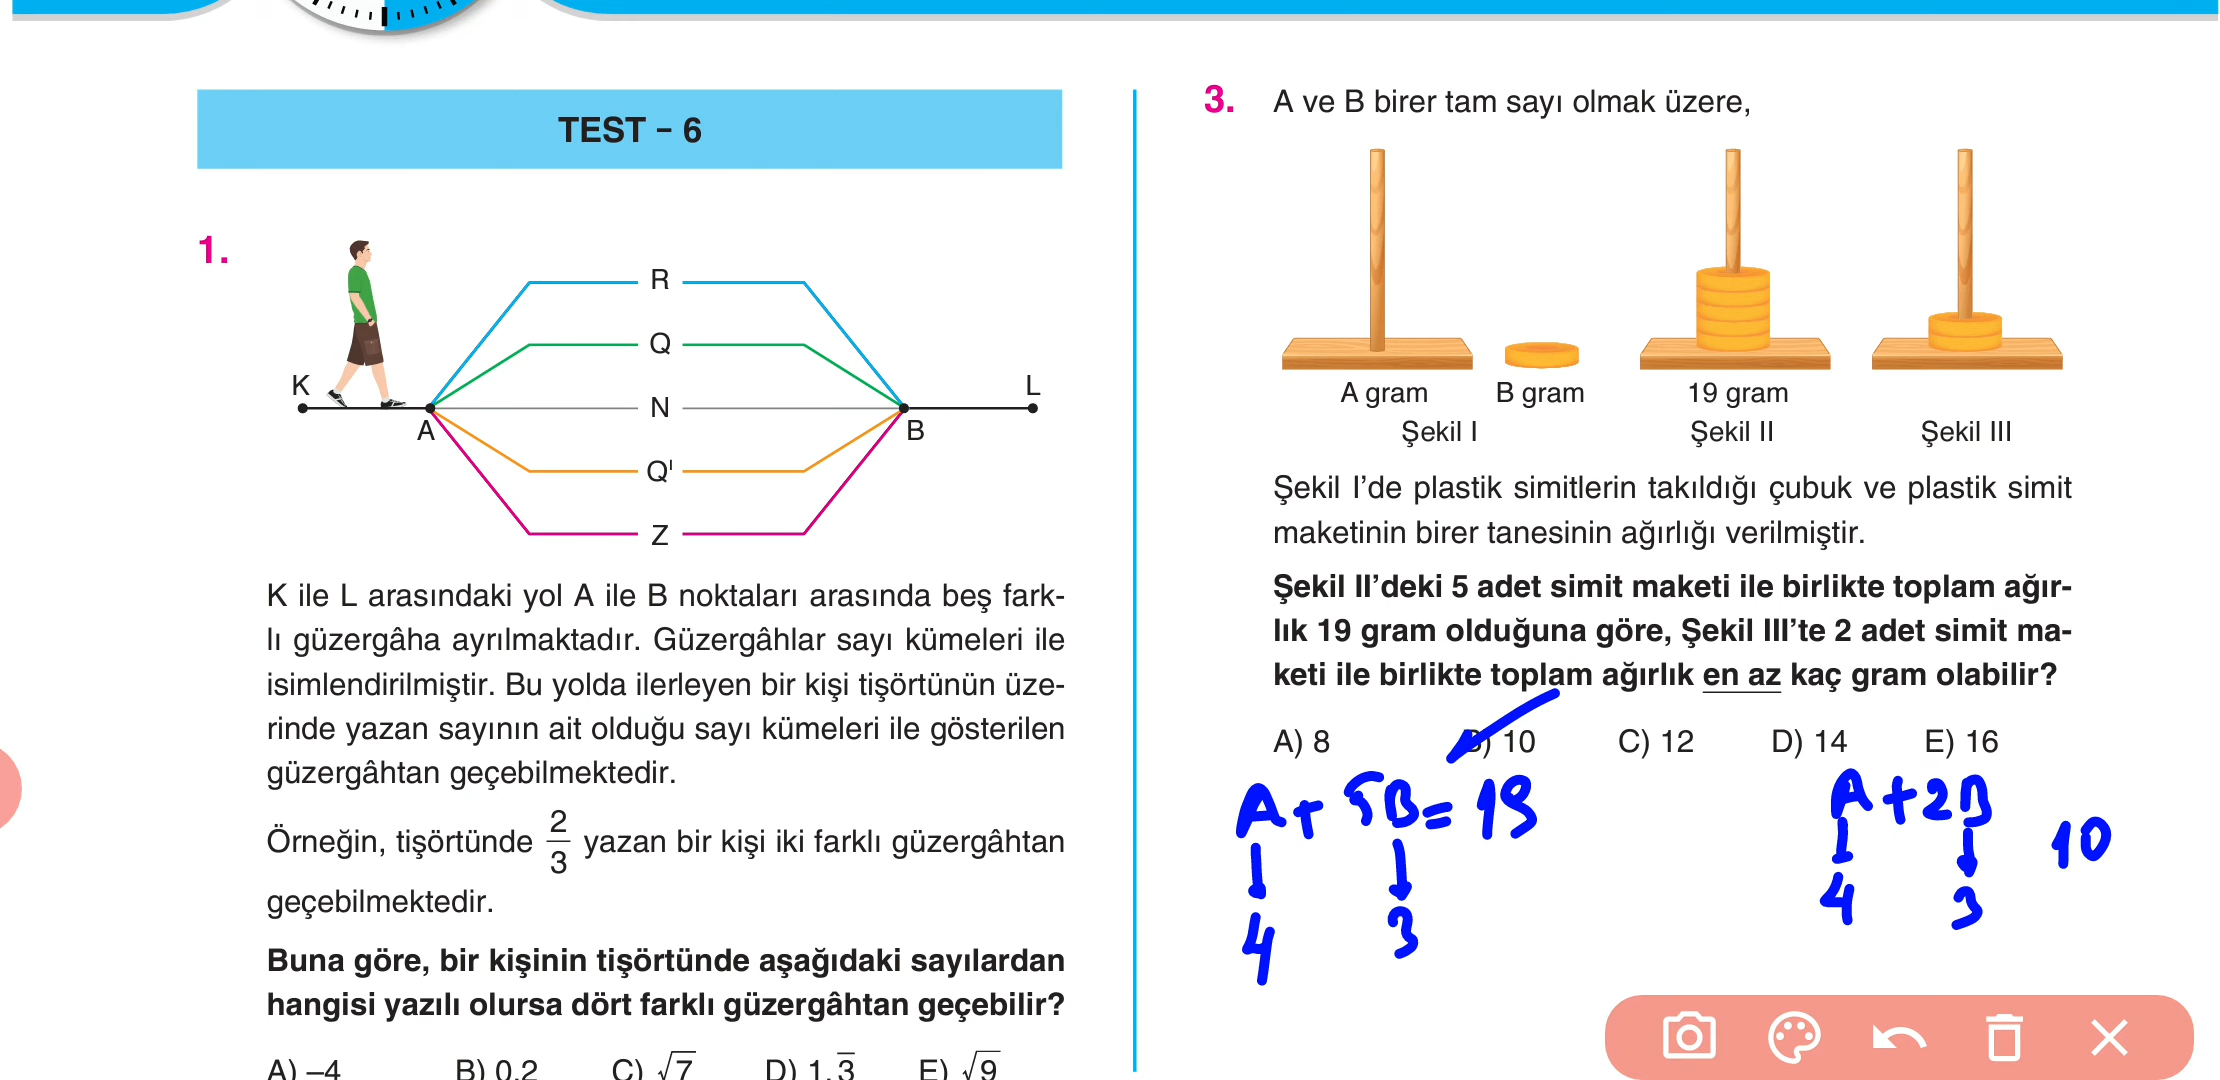 TEST – 6
1.
R
Q
K
L
N
A
B
Qᴵ
Z
K ile L arasındaki yol A ile B noktaları arasında beş fark-
lı güzergâha ayrılmaktadır. Güzergâhlar sayı kümeleri ile
isimlendirilmiştir. Bu yolda ilerleyen bir kişi tişörtünün üze-
rinde yazan sayının ait olduğu sayı kümeleri ile gösterilen
güzergâhtan geçebilmektedir.
Örneğin, tişörtünde 2/3 yazan bir kişi iki farklı güzergâhtan
geçebilmektedir.
Buna göre, bir kişinin tişörtünde aşağıdaki sayılardan
hangisi yazılı olursa dört farklı güzergâhtan geçebilir?
A) –4 B) 0,2 C) √7 D) 1,3̅ E) √9
3. A ve B birer tam sayı olmak üzere,
A gram B gram 19 gram
Şekil I Şekil II Şekil III
Şekil I’de plastik simitlerin takıldığı çubuk ve plastik simit
maketinin birer tanesinin ağırlığı verilmiştir.
Şekil II’deki 5 adet simit maketi ile birlikte toplam ağır-
lık 19 gram olduğuna göre, Şekil III’te 2 adet simit ma-
keti ile birlikte toplam ağırlık en az kaç gram olabilir?
A) 8 B) 10 C) 12 D) 14 E) 16
A + 5B = 19 A + 2B
10
4 3 4 3